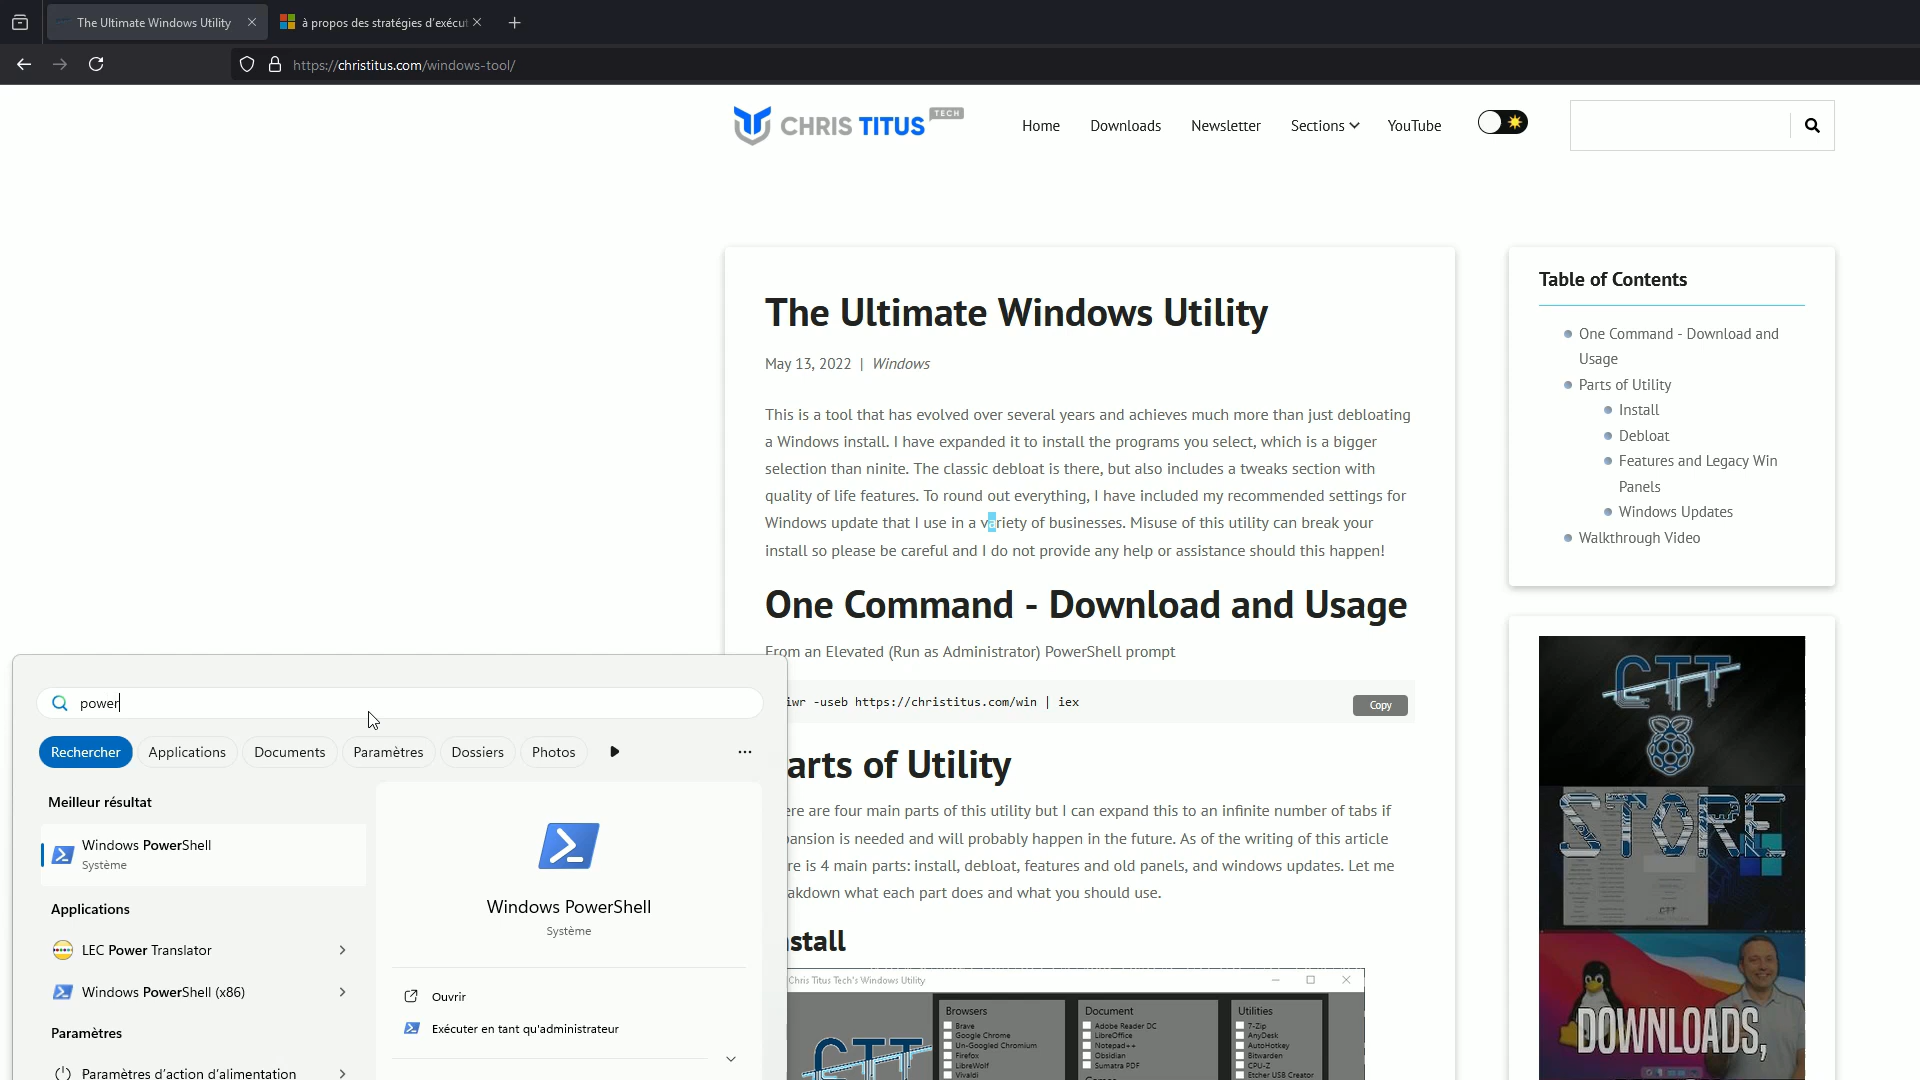 The Ultimate Windows Utility
à propos des stratégies d'exécut
https://christitus.com/windows-tool/
CHRIS TITUS TECH
Home
Downloads
Newsletter
Sections
YouTube
The Ultimate Windows Utility
May 13, 2022 | Windows
This is a tool that has evolved over several years and achieves much more than just debloating
a Windows install. I have expanded it to install the programs you select, which is a bigger
selection than ninite. The classic debloat is there, but also includes a tweaks section with
quality of life features. To round out everything, I have included my recommended settings for
Windows update that I use in a variety of businesses. Misuse of this utility can break your
install so please be careful and I do not provide any help or assistance should this happen!
One Command - Download and Usage
From an Elevated (Run as Administrator) PowerShell prompt
iwr -useb https://christitus.com/win | iex
Copy
arts of Utility
ere are four main parts of this utility but I can expand this to an infinite number of tabs if
ansion is needed and will probably happen in the future. As of the writing of this article
re is 4 main parts: install, debloat, features and old panels, and windows updates. Let me
akdown what each part does and what you should use.
stall
Chris Titus Tech's Windows Utility
Browsers
Brave
Google Chrome
Un-Googled Chromium
Firefox
LibreWolf
Vivaldi
Document
Adobe Reader DC
LibreOffice
Notepad++
Obsidian
Sumatra PDF
Games
Utilities
7-Zip
AnyDesk
AutoHotkey
Bitwarden
CPU-Z
Etcher USB Creator
CTT
Table of Contents
One Command - Download and
Usage
Parts of Utility
Install
Debloat
Features and Legacy Win
Panels
Windows Updates
Walkthrough Video
CTT
STORE
CTT
DOWNLOADS,
power
Rechercher
Applications
Documents
Paramètres
Dossiers
Photos
Meilleur résultat
Windows PowerShell
Système
Applications
LEC Power Translator
Windows PowerShell (x86)
Paramètres
Paramètres d'action d'alimentation
Windows PowerShell
Système
Ouvrir
Exécuter en tant qu'administrateur